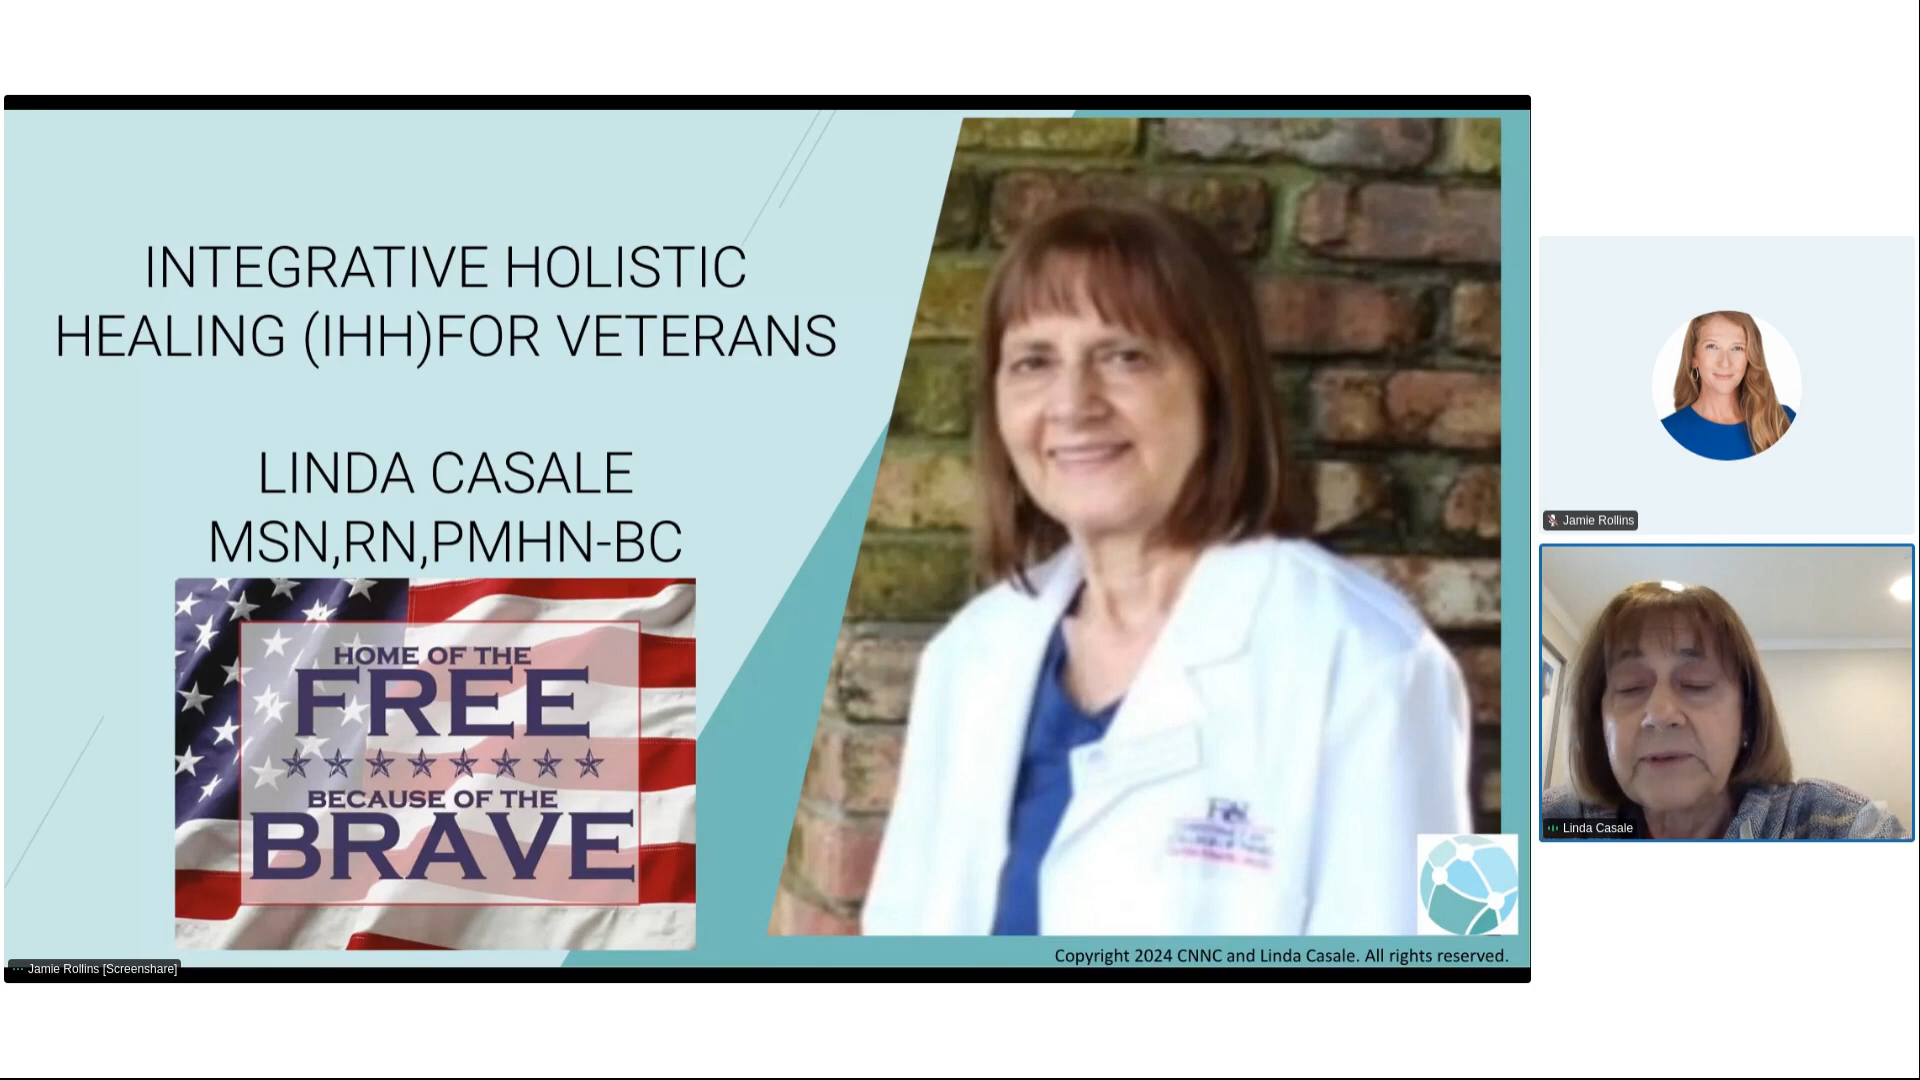 INTEGRATIVE HOLISTIC
HEALING (IHH)FOR VETERANS
LINDA CASALE
MSN,RN,PMHN-BC
HOME OF THE
FREE
BECAUSE OF THE
BRAVE
Copyright 2024 CNNC and Linda Casale. All rights reserved.
Jamie Rollins [Screenshare]
Jamie Rollins
Linda Casale